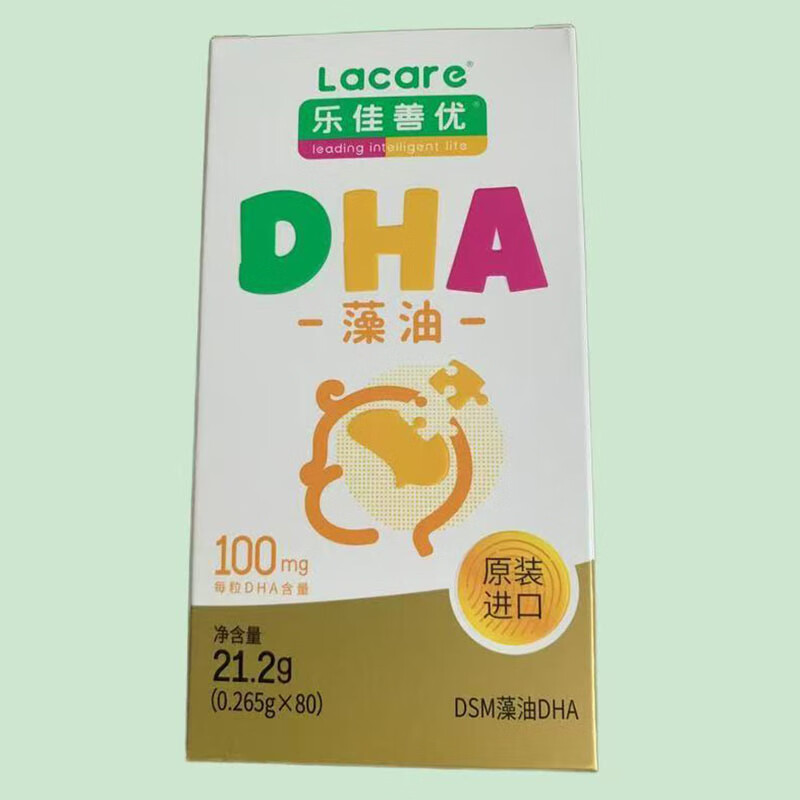 Lacare®
乐佳善优®
leading intelligent life
DHA
-藻油-
100mg
每粒DHA含量
原装
进口
净含量
21.2g
(0.265g×80)
DSM藻油DHA